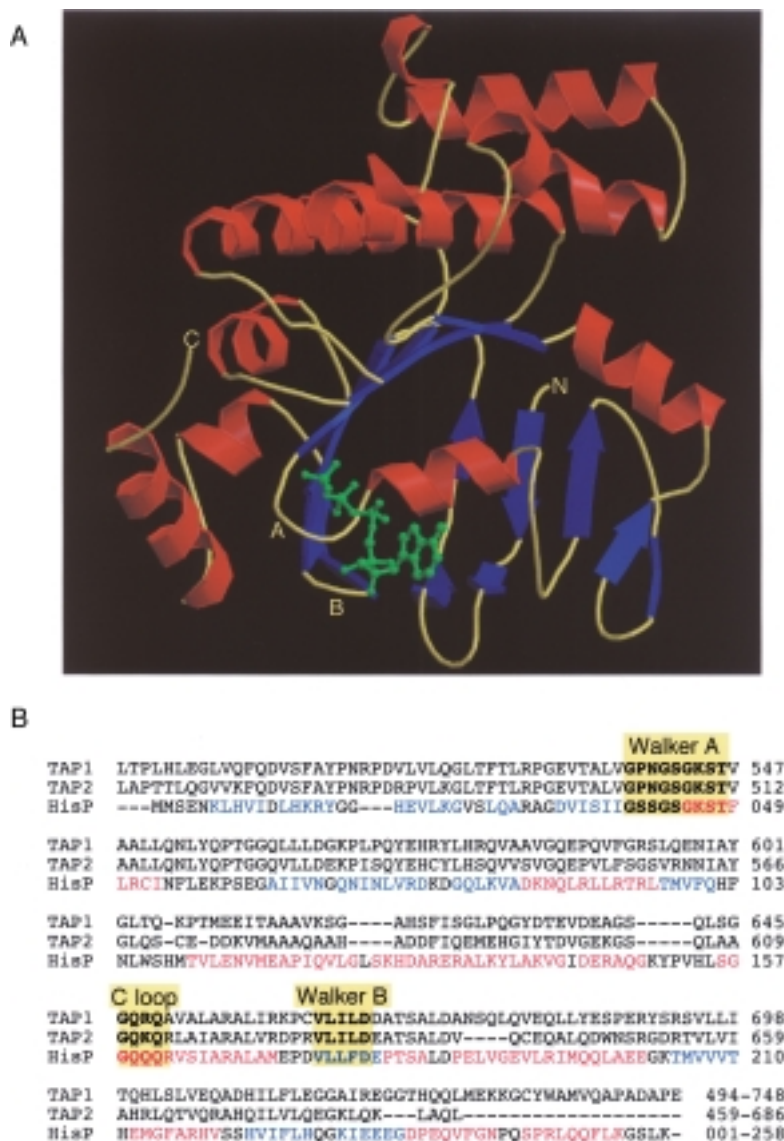 A
C
N
A
B
B
Walker A
TAP1 LTPLHLEGLVQFQDVSFAYPNRPDVLVLQGLTFTLRPGEVTALVGPNGSGKSTV 547
TAP2 LAPTTLQGVVKFQDVSFAYPNRPDRPVLKGLTFTLRPGEVTALVGPNGSGKSTV 512
HisP ---MMSENKLHVIDLHKRYGG---HEVLKGVSLQARAGDVISIIGSSGSGKSTF 049
TAP1 AALLQNLYQPTGGQLLLDGKPLPQYEHRYLHRQVAAVGQEPQVFGRSLQENIAY 601
TAP2 AALLQNLYQPTGGQVLLDEKPISQYEHCYLHSQVVSVGQEPVLFSGSVRNNIAY 566
HisP LRCINFLEKPSEGAIIVNGQNINLVRDKDGQLKVADKNQLRLLRTRLTMVFQHF 103
TAP1 GLTQ-KPTMEEITAAAVKSG----AHSFISGLPQGYDTEVDEAGS-----QLSG 645
TAP2 GLQS-CE-DDKVMAAAQAAH----ADDFIQEMEHGIYTDVGEKGS-----QLAA 609
HisP NLWSHMTVLENVMEAPIQVLGLSKHDARERALKYLAKVGIDERAQGKYPVHLSG 157
C loop Walker B
TAP1 GQRQAVALARALIRKPCVLILDDATSALDANSQLQVEQLLYESPERYSRSVLLI 698
TAP2 GQKQRLAIARALVRDPRVLILDEATSALDV----QCEQALQDWNSRGDRTVLVI 659
HisP GQQQRVSIARALAMEPDVLLFDEPTSALDPELVGEVLRIMQQLAEEGKTMVVVT 210
TAP1 TQHLSLVEQADHILFLEGGAIREGGTHQQLMEKKGCYWAMVQAPADAPE 494-748
TAP2 AHRLQTVQRAHQILVLQEGKLQK---LAQL------------------- 459-686
HisP HEMGFARHVSSHVIFLHQGKIEEEGDPEQVFGNPQSPRLQQFLKGSLK- 001-258